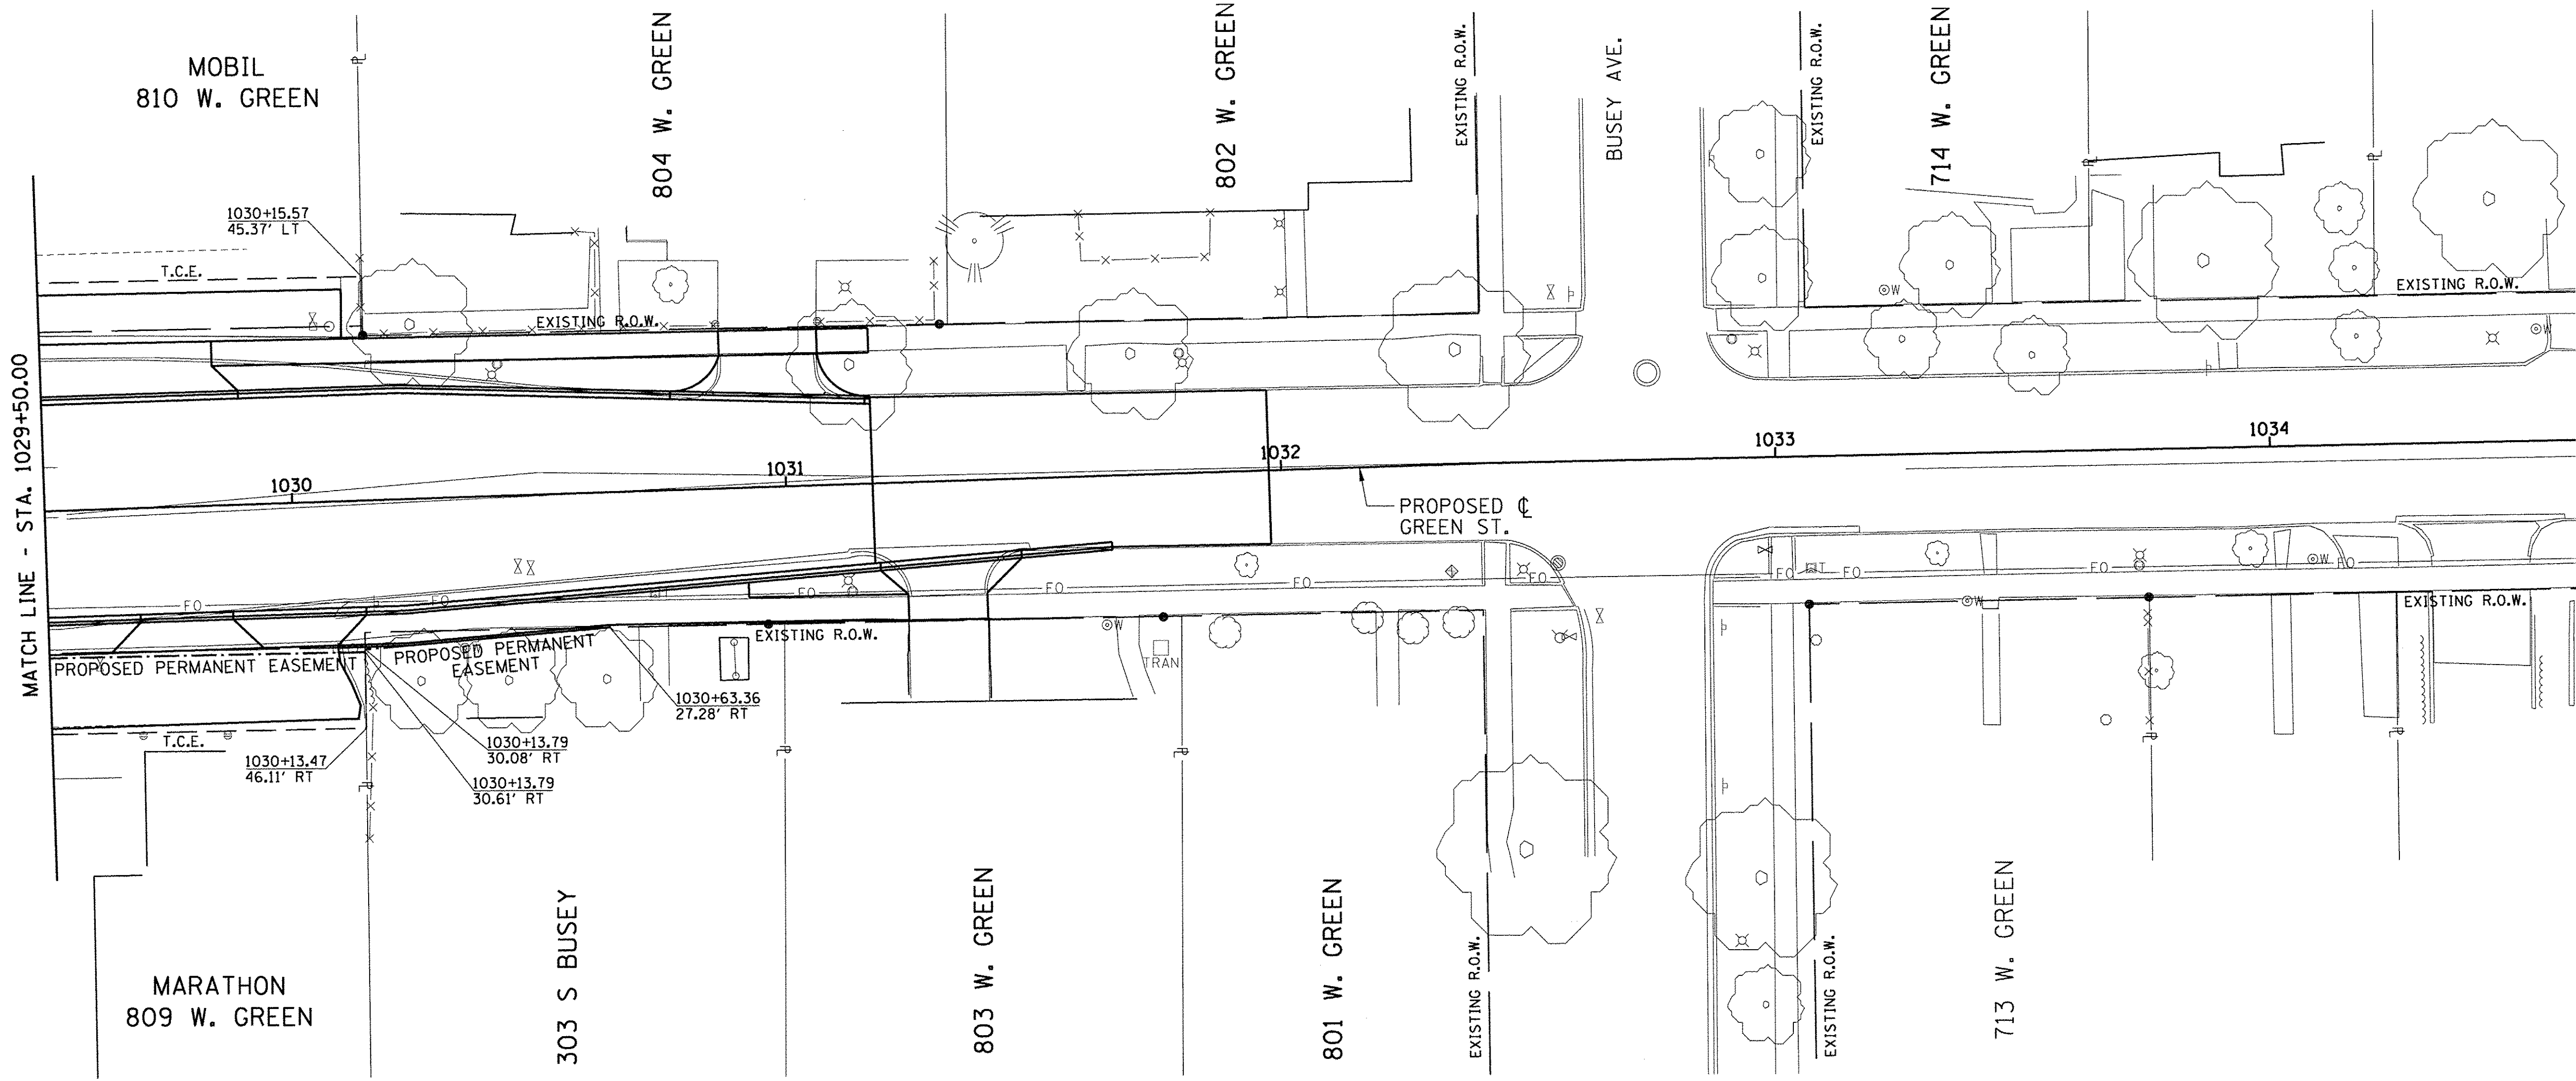 MOBIL
810 W. GREEN
804 W. GREEN
802 W. GREEN
EXISTING R.O.W.
BUSEY AVE.
EXISTING R.O.W.
714 W. GREEN
1030+15.57
45.37' LT
T.C.E.
EXISTING R.O.W.
W
EXISTING R.O.W.
W
MATCH LINE - STA. 1029+50.00
1030
1031
1032
1033
1034
PROPOSED ℄
GREEN ST.
FO
FO
FO
FO
FO
FO
T
FO
FO
W
FO
W
W
EXISTING R.O.W.
EXISTING R.O.W.
TRAN
PROPOSED PERMANENT EASEMENT
PROPOSED PERMANENT
EASEMENT
1030+63.36
27.28' RT
T.C.E.
1030+13.47
46.11' RT
1030+13.79
30.08' RT
1030+13.79
30.61' RT
MARATHON
809 W. GREEN
303 S BUSEY
803 W. GREEN
801 W. GREEN
EXISTING R.O.W.
EXISTING R.O.W.
713 W. GREEN